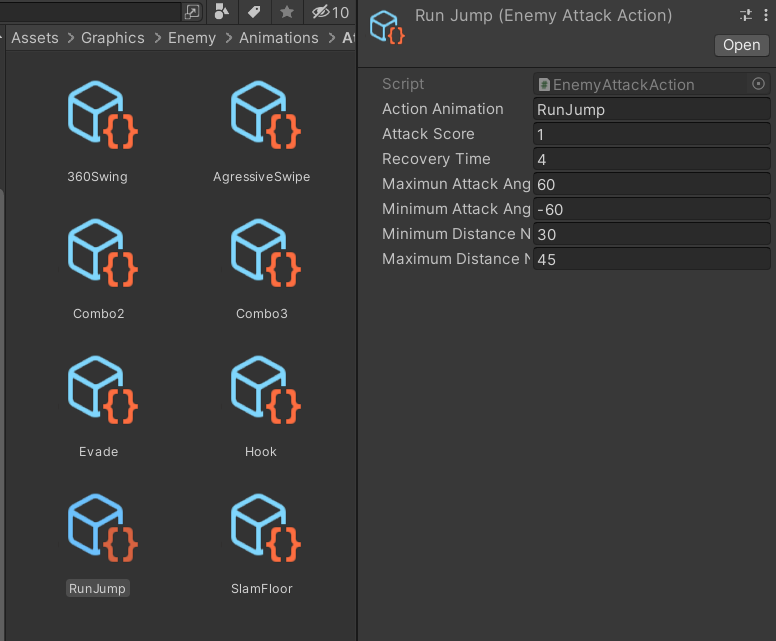 10
Assets > Graphics > Enemy > Animations >
360Swing
AgressiveSwipe
Combo2
Combo3
Evade
Hook
RunJump
SlamFloor
Run Jump (Enemy Attack Action)
Open
Script
EnemyAttackAction
Action Animation
RunJump
Attack Score
1
Recovery Time
4
Maximun Attack Ang
60
Minimum Attack Ang
-60
Minimum Distance N
30
Maximum Distance N
45